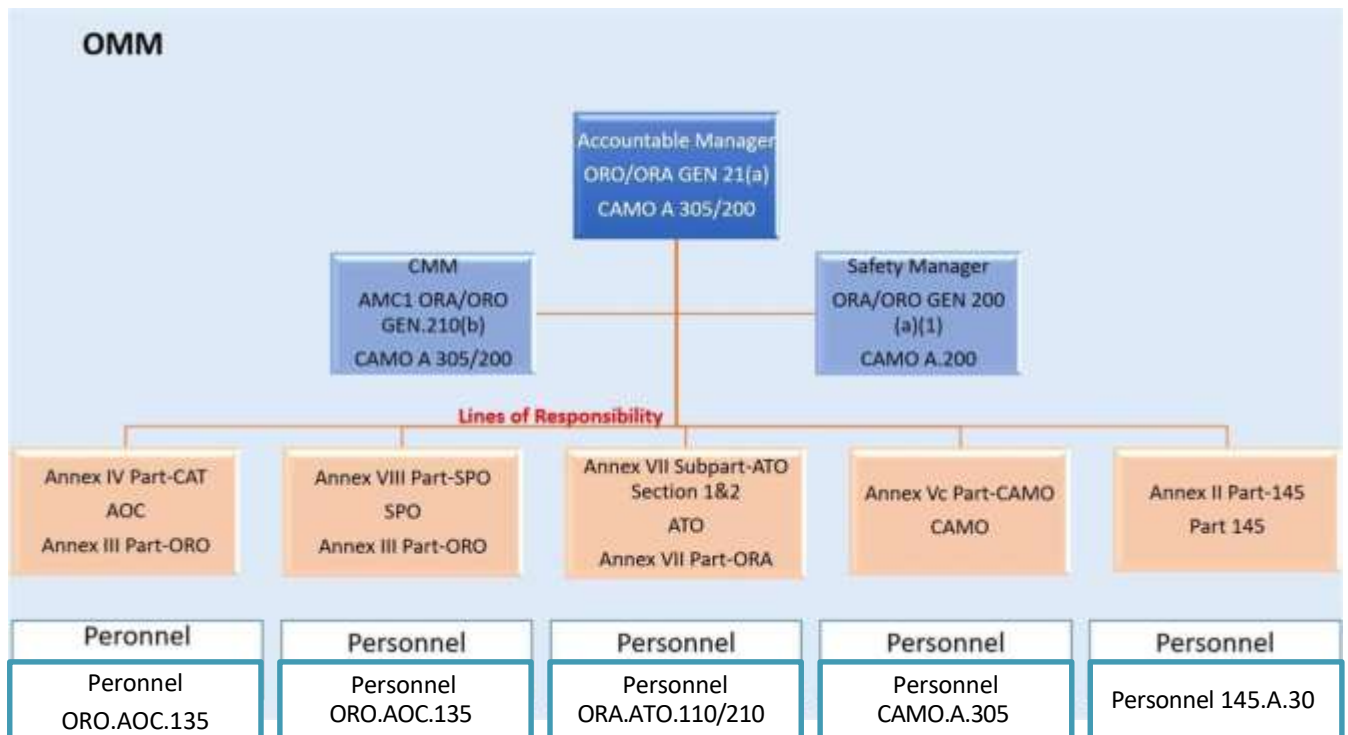 OMM
Accountable Manager
ORO/ORA GEN 21(a)
CAMO A 305/200
CMM
AMC1 ORA/ORO
GEN.210(b)
CAMO A 305/200
Safety Manager
ORA/ORO GEN 200
(a)(1)
CAMO A.200
Lines of Responsibility
Annex IV Part-CAT
AOC
Annex III Part-ORO
Annex VIII Part-SPO
SPO
Annex III Part-ORO
Annex VII Subpart-ATO
Section 1&2
ATO
Annex VII Part-ORA
Annex Vc Part-CAMO
CAMO
Annex II Part-145
Part 145
Peronnel
Personnel
Personnel
Personnel
Personnel
Peronnel
ORO.AOC.135
Personnel
ORO.AOC.135
Personnel
ORA.ATO.110/210
Personnel
CAMO.A.305
Personnel 145.A.30